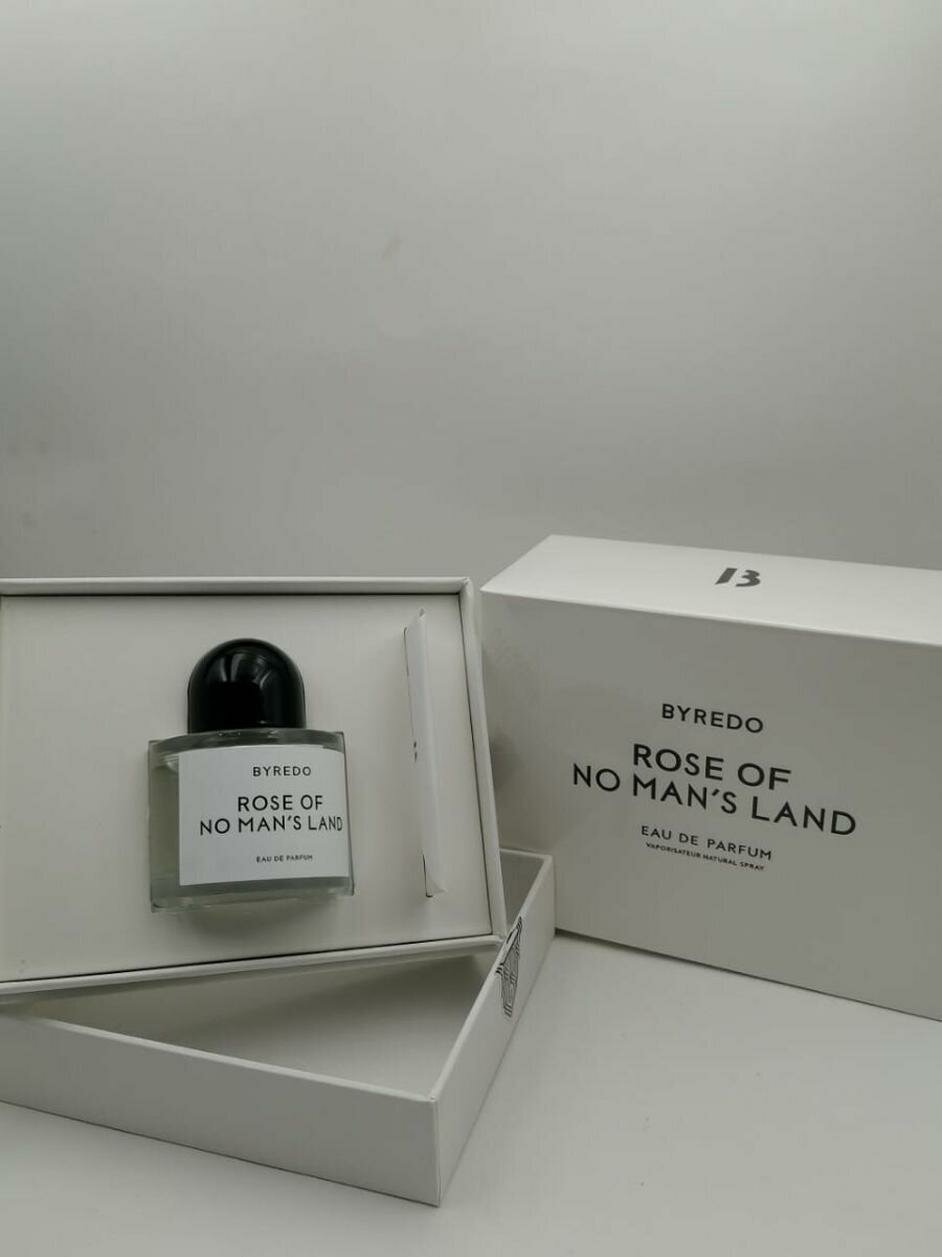 BYREDO
ROSE OF
NO MAN'S LAND
EAU DE PARFUM
B
BYREDO
ROSE OF
NO MAN'S LAND
EAU DE PARFUM
VAPORISATEUR NATURAL SPRAY